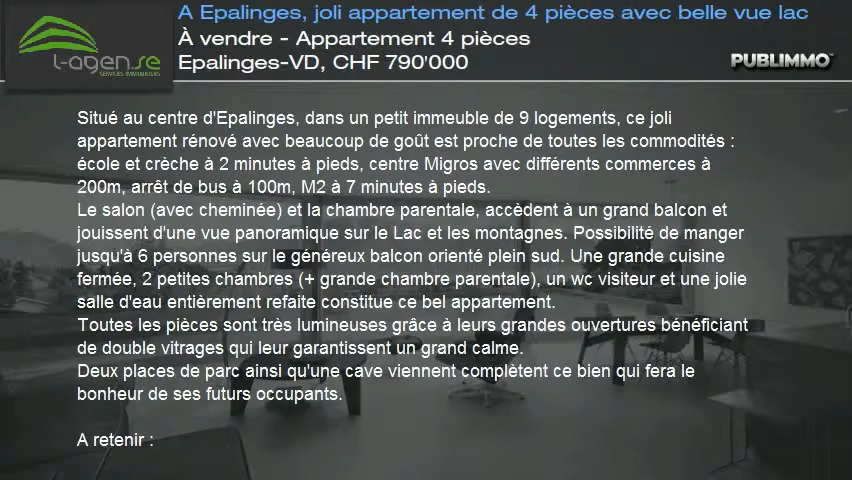 A Epalinges, joli appartement de 4 pièces avec belle vue lac
À vendre - Appartement 4 pièces
Epalinges-VD, CHF 790'000
L-agen.se
SERVICES IMMOBILIERS
PUBLIMMO
Situé au centre d'Epalinges, dans un petit immeuble de 9 logements, ce joli
appartement rénové avec beaucoup de goût est proche de toutes les commodités :
école et crèche à 2 minutes à pieds, centre Migros avec différents commerces à
200m, arrêt de bus à 100m, M2 à 7 minutes à pieds.
Le salon (avec cheminée) et la chambre parentale, accèdent à un grand balcon et
jouissent d'une vue panoramique sur le Lac et les montagnes. Possibilité de manger
jusqu'à 6 personnes sur le généreux balcon orienté plein sud. Une grande cuisine
fermée, 2 petites chambres (+ grande chambre parentale), un wc visiteur et une jolie
salle d'eau entièrement refaite constitue ce bel appartement.
Toutes les pièces sont très lumineuses grâce à leurs grandes ouvertures bénéficiant
de double vitrages qui leur garantissent un grand calme.
Deux places de parc ainsi qu'une cave viennent complètent ce bien qui fera le
bonheur de ses futurs occupants.
A retenir :